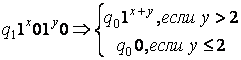 q₁1ˣ01ʸ0 ⇒ { q₀1ˣ⁺ʸ, если y > 2
q₀0, если y ≤ 2